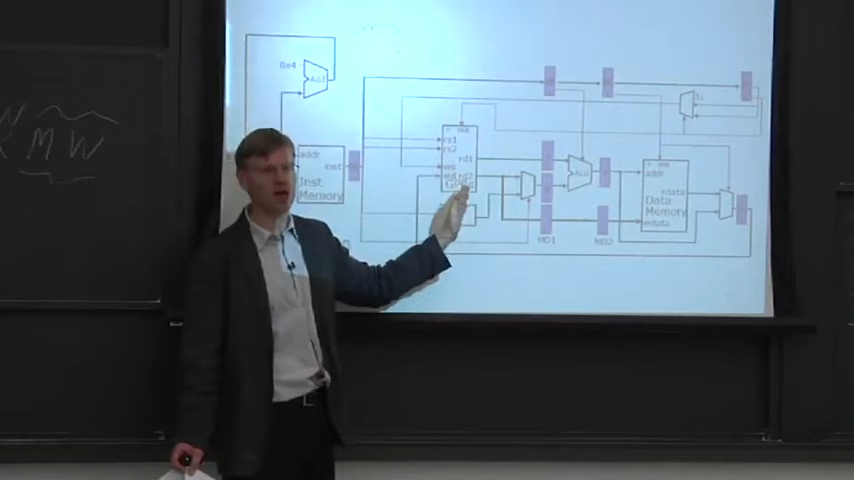 X M W
0x4
Add
addr
inst
Inst
Memory
we
rs1
rs2
rd1
ws
wd rd2
ALU
MD1
MD2
we
addr
rdata
Data
Memory
wdata